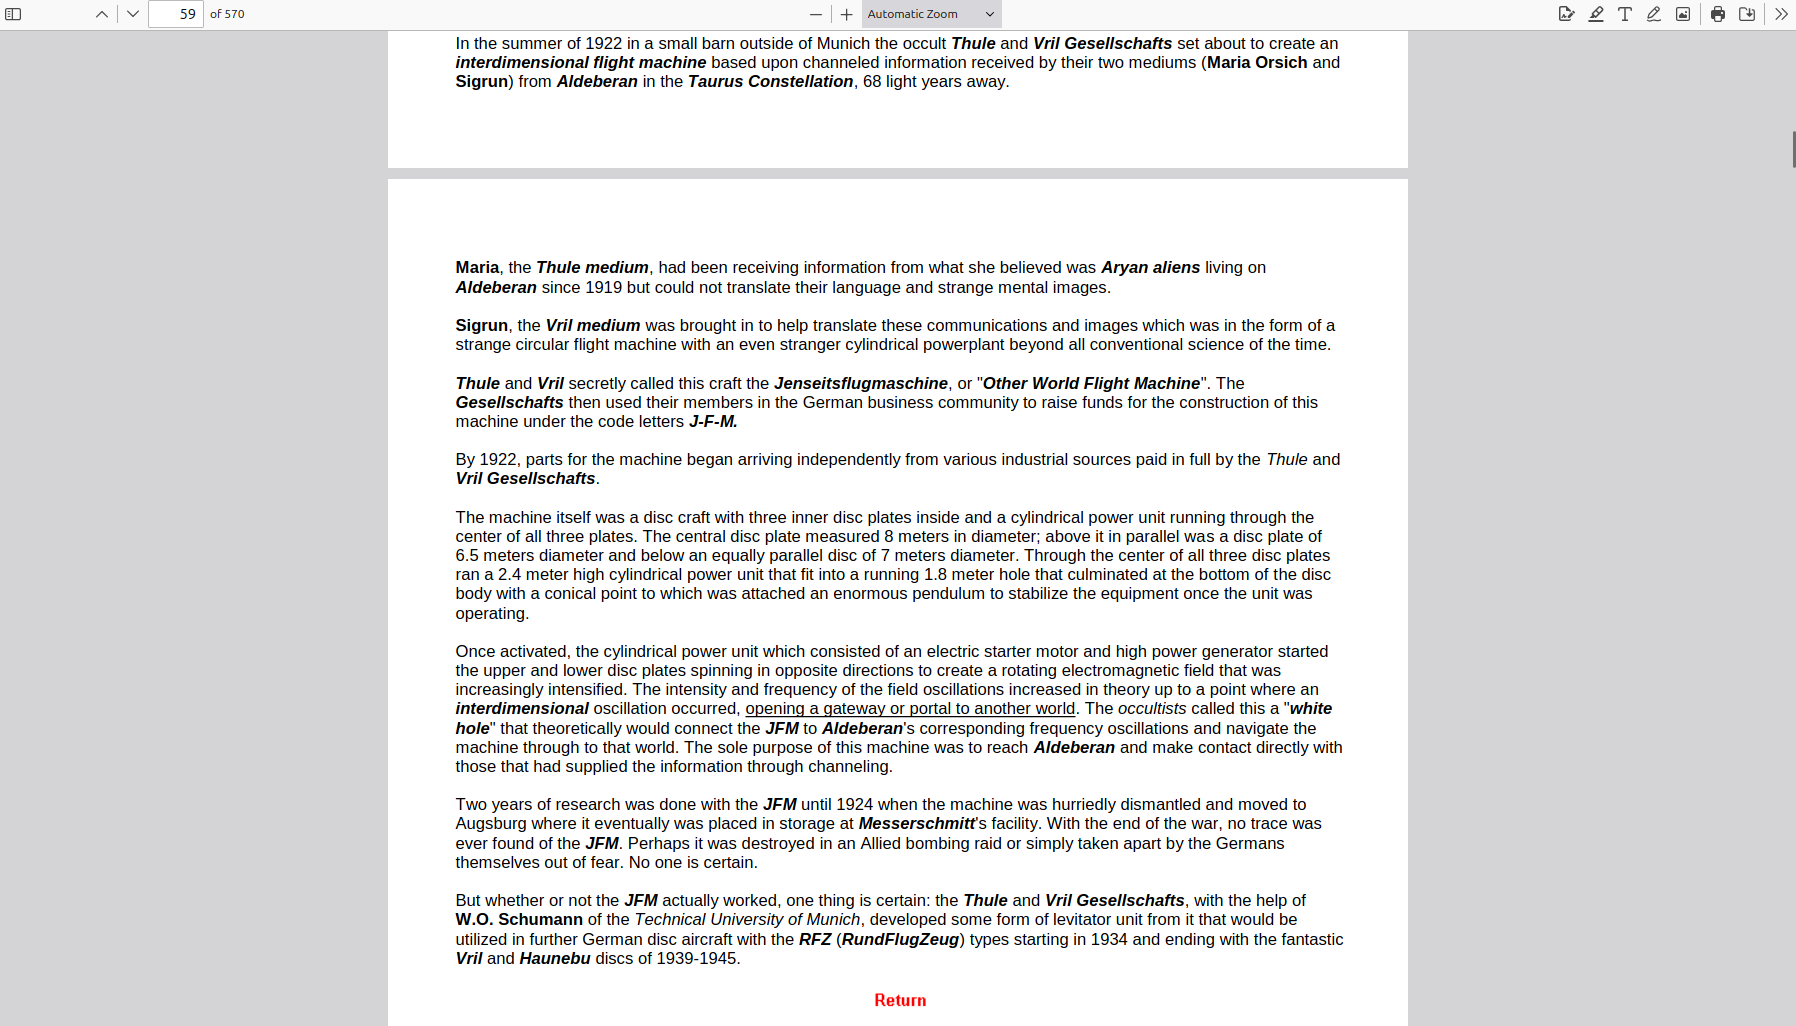 59 of 570 Automatic Zoom
In the summer of 1922 in a small barn outside of Munich the occult Thule and Vril Gesellschafts set about to create an
interdimensional flight machine based upon channeled information received by their two mediums (Maria Orsich and
Sigrun) from Aldeberan in the Taurus Constellation, 68 light years away.
Maria, the Thule medium, had been receiving information from what she believed was Aryan aliens living on
Aldeberan since 1919 but could not translate their language and strange mental images.
Sigrun, the Vril medium was brought in to help translate these communications and images which was in the form of a
strange circular flight machine with an even stranger cylindrical powerplant beyond all conventional science of the time.
Thule and Vril secretly called this craft the Jenseitsflugmaschine, or "Other World Flight Machine". The
Gesellschafts then used their members in the German business community to raise funds for the construction of this
machine under the code letters J-F-M.
By 1922, parts for the machine began arriving independently from various industrial sources paid in full by the Thule and
Vril Gesellschafts.
The machine itself was a disc craft with three inner disc plates inside and a cylindrical power unit running through the
center of all three plates. The central disc plate measured 8 meters in diameter; above it in parallel was a disc plate of
6.5 meters diameter and below an equally parallel disc of 7 meters diameter. Through the center of all three disc plates
ran a 2.4 meter high cylindrical power unit that fit into a running 1.8 meter hole that culminated at the bottom of the disc
body with a conical point to which was attached an enormous pendulum to stabilize the equipment once the unit was
operating.
Once activated, the cylindrical power unit which consisted of an electric starter motor and high power generator started
the upper and lower disc plates spinning in opposite directions to create a rotating electromagnetic field that was
increasingly intensified. The intensity and frequency of the field oscillations increased in theory up to a point where an
interdimensional oscillation occurred, opening a gateway or portal to another world. The occultists called this a "white
hole" that theoretically would connect the JFM to Aldeberan's corresponding frequency oscillations and navigate the
machine through to that world. The sole purpose of this machine was to reach Aldeberan and make contact directly with
those that had supplied the information through channeling.
Two years of research was done with the JFM until 1924 when the machine was hurriedly dismantled and moved to
Augsburg where it eventually was placed in storage at Messerschmitt's facility. With the end of the war, no trace was
ever found of the JFM. Perhaps it was destroyed in an Allied bombing raid or simply taken apart by the Germans
themselves out of fear. No one is certain.
But whether or not the JFM actually worked, one thing is certain: the Thule and Vril Gesellschafts, with the help of
W.O. Schumann of the Technical University of Munich, developed some form of levitator unit from it that would be
utilized in further German disc aircraft with the RFZ (RundFlugZeug) types starting in 1934 and ending with the fantastic
Vril and Haunebu discs of 1939-1945.
Return